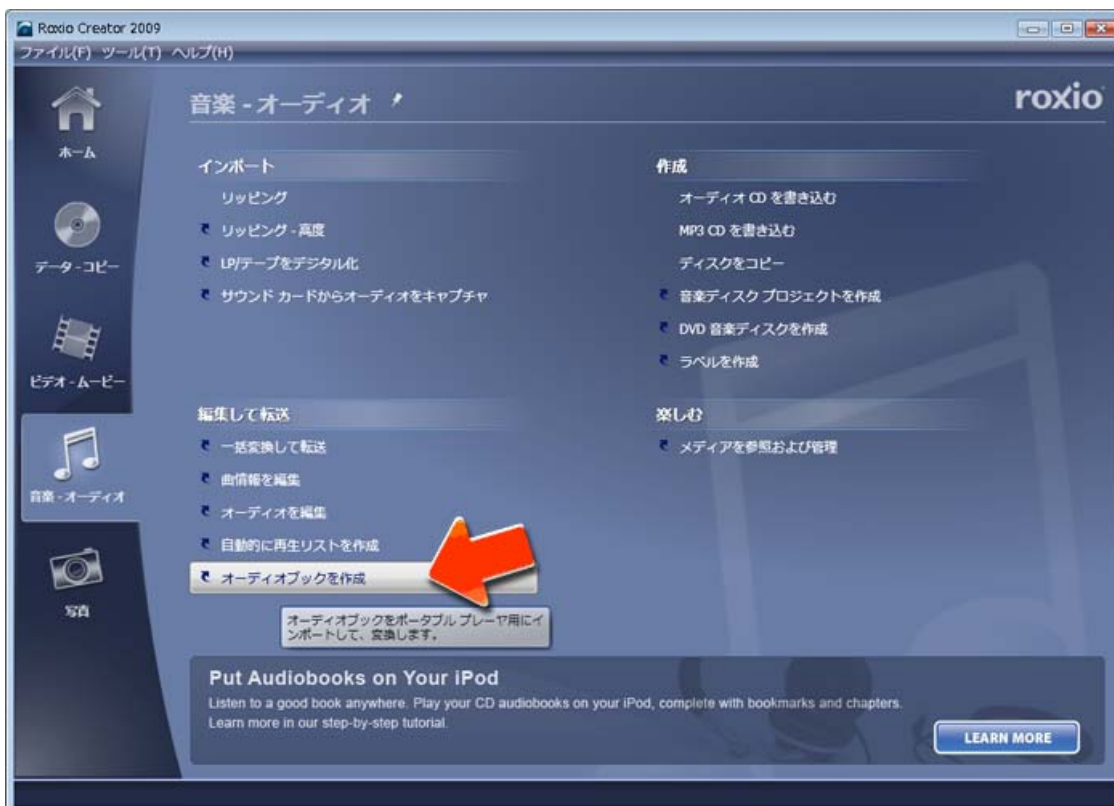 Roxio Creator 2009
ファイル(F) ツール(T) ヘルプ(H)
ホーム
データ - コピー
ビデオ - ムービー
音楽 - オーディオ
写真
音楽 - オーディオ
roxio
インポート
リッピング
リッピング - 高度
LP/テープをデジタル化
サウンド カードからオーディオをキャプチャ
作成
オーディオ CD を書き込む
MP3 CD を書き込む
ディスクをコピー
音楽ディスク プロジェクトを作成
DVD 音楽ディスクを作成
ラベルを作成
編集して転送
一括変換して転送
曲情報を編集
オーディオを編集
自動的に再生リストを作成
オーディオブックを作成
オーディオブックをポータブル プレーヤ用にイ
ンポートして、変換します。
楽しむ
メディアを参照および管理
Put Audiobooks on Your iPod
Listen to a good book anywhere. Play your CD audiobooks on your iPod, complete with bookmarks and chapters.
Learn more in our step-by-step tutorial.
LEARN MORE